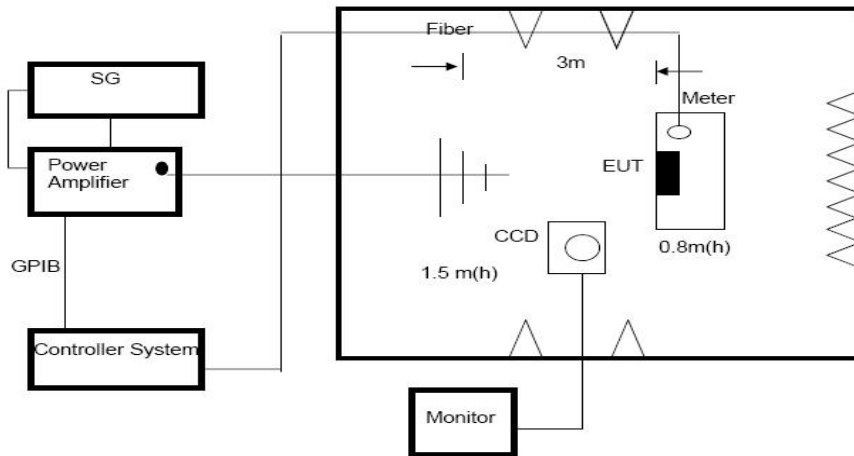 Fiber
3m
SG
Meter
Power
Amplifier
EUT
CCD
0.8m(h)
GPIB
1.5 m(h)
Controller System
Monitor